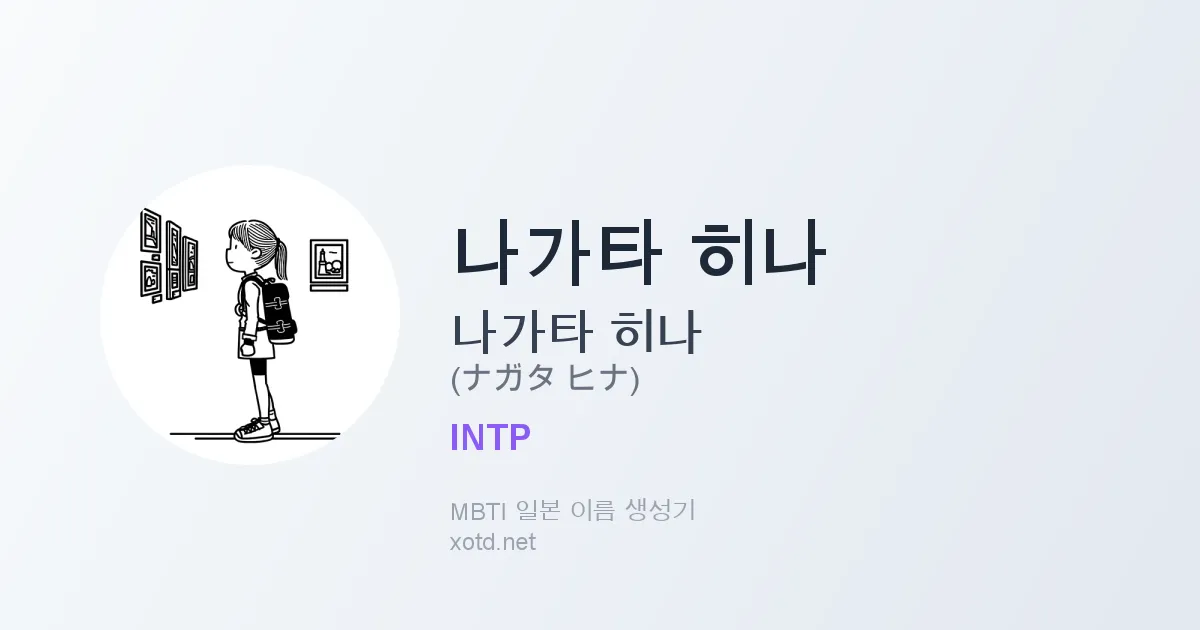 나가타 히나
나가타 히나
(ナガタ ヒナ)
INTP
MBTI 일본 이름 생성기
xotd.net